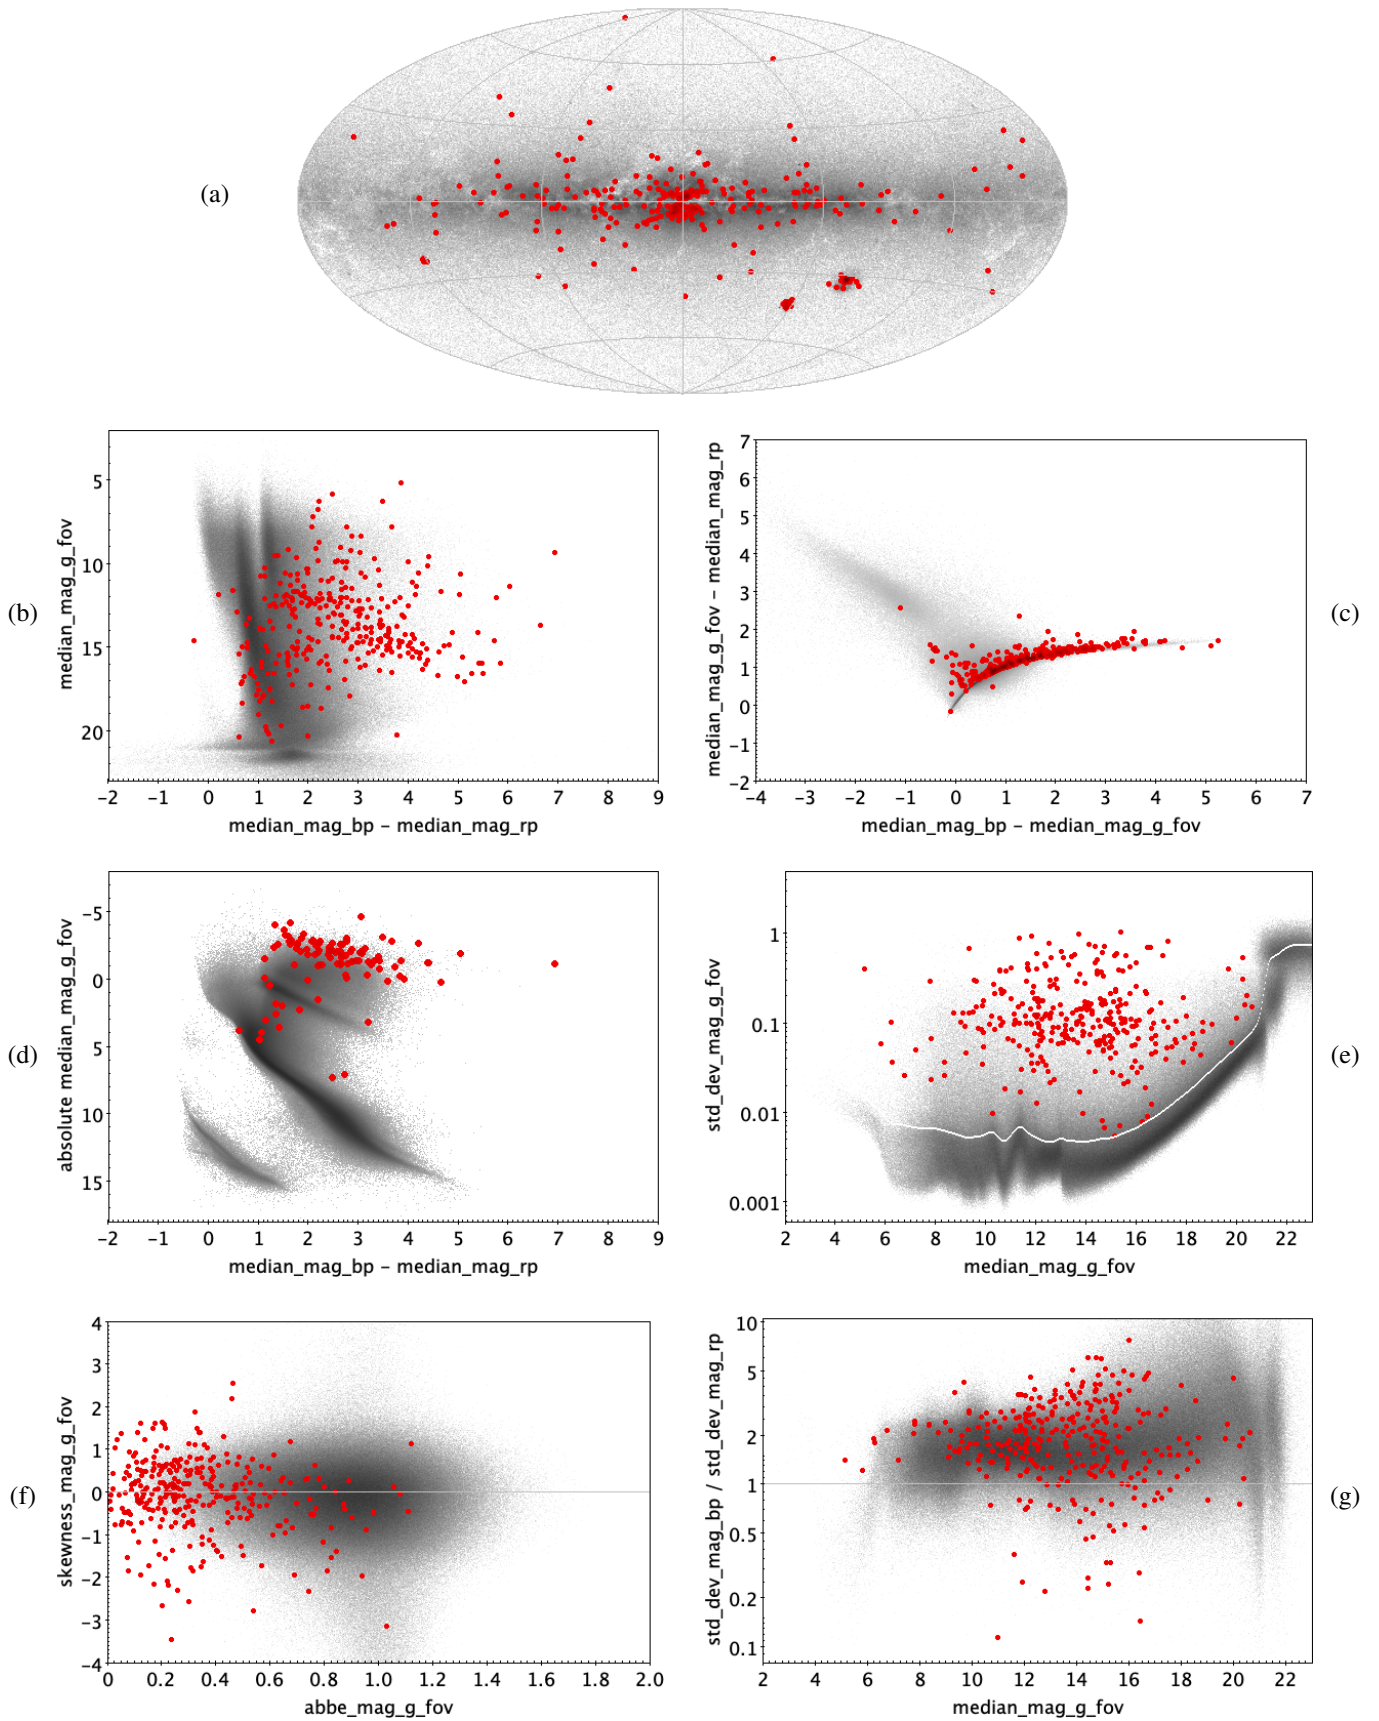 (a)
5
10
15
20
median_mag_g_fov
(b)
−2 −1 0 1 2 3 4 5 6 7 8 9
median_mag_bp − median_mag_rp
7
6
5
4
3
2
1
0
−1
−2
median_mag_g_fov − median_mag_rp
(c)
−4 −3 −2 −1 0 1 2 3 4 5 6 7
median_mag_bp − median_mag_g_fov
−5
0
5
10
15
absolute median_mag_g_fov
(d)
−2 −1 0 1 2 3 4 5 6 7 8 9
median_mag_bp − median_mag_rp
1
0.1
0.01
0.001
std_dev_mag_g_fov
(e)
2 4 6 8 10 12 14 16 18 20 22
median_mag_g_fov
4
3
2
1
0
−1
−2
−3
−4
skewness_mag_g_fov
(f)
0 0.2 0.4 0.6 0.8 1.0 1.2 1.4 1.6 1.8 2.0
abbe_mag_g_fov
10
5
2
1
0.5
0.2
0.1
std_dev_mag_bp / std_dev_mag_rp
(g)
2 4 6 8 10 12 14 16 18 20 22
median_mag_g_fov